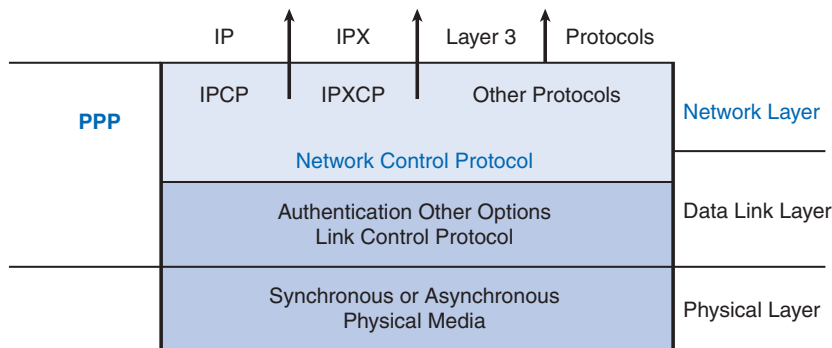 IP IPX Layer 3 Protocols
IPCP IPXCP Other Protocols
PPP
Network Layer
Network Control Protocol
Authentication Other Options
Link Control Protocol
Data Link Layer
Synchronous or Asynchronous
Physical Media
Physical Layer